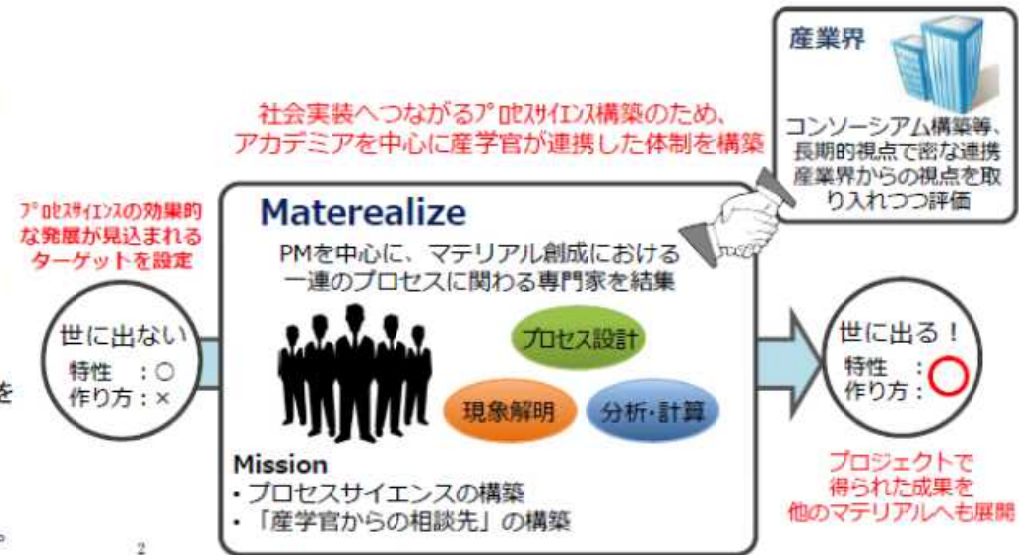 産業界
コンソーシアム構築等、
長期的視点で密な連携
産業界からの視点を取
り入れつつ評価
社会実装へつながるプロセスサイエンス構築のため、
アカデミアを中心に産学官が連携した体制を構築
プロセスサイエンスの効果的
な発展が見込まれる
ターゲットを設定
世に出ない
特性 :○
作り方:×
を
。
Materealize
PMを中心に、マテリアル創成における
一連のプロセスに関わる専門家を結集
プロセス設計
現象解明
分析・計算
Mission
・プロセスサイエンスの構築
・「産学官からの相談先」の構築
世に出る!
特性 :
作り方:
○
プロジェクトで
得られた成果を
他のマテリアルへも展開
2